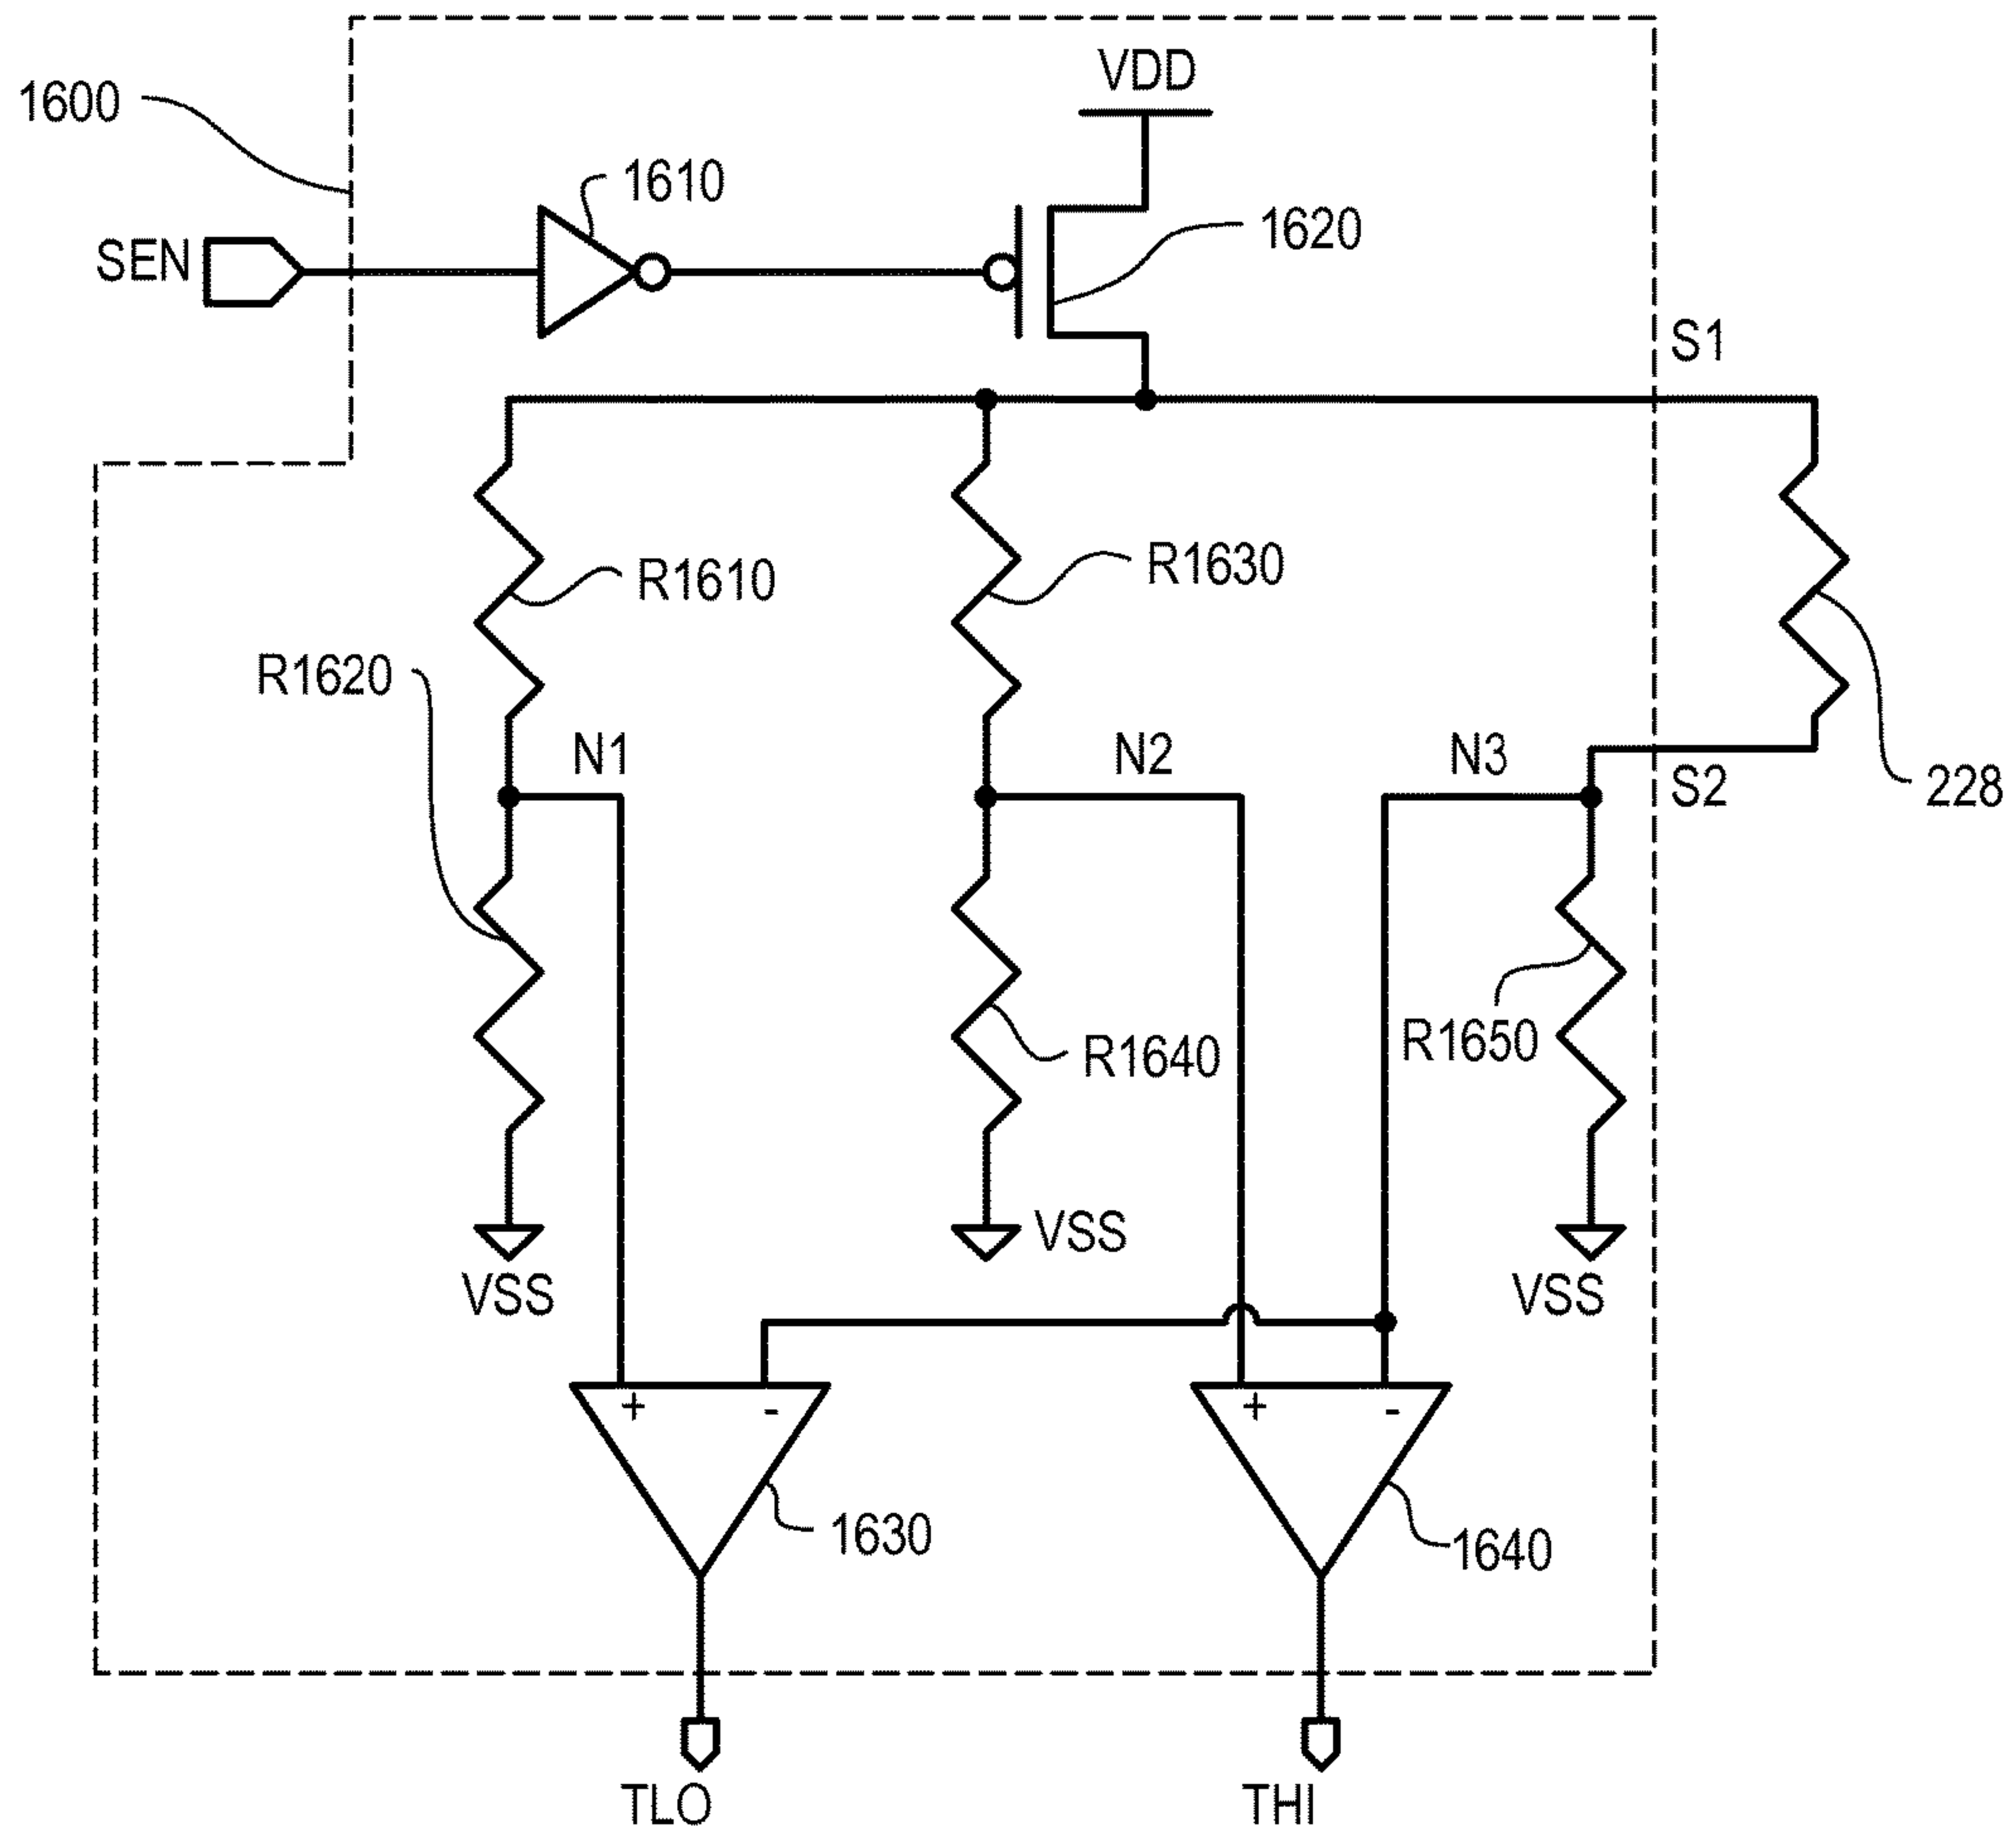 VDD
1600
1610
1620
SEN
S1
R1610
R1630
R1620
N1
N2
N3
S2
228
R1640
R1650
VSS
VSS
VSS
+
-
+
-
1630
1640
TLO
THI